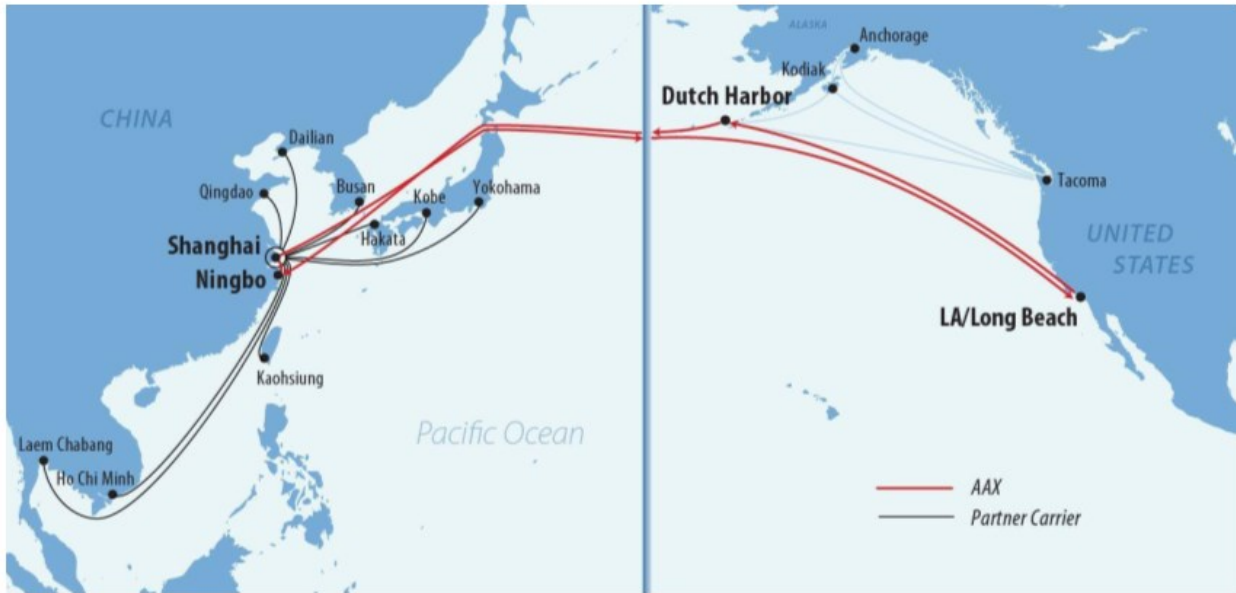 ALASKA
Anchorage
Kodiak
Dutch Harbor
CHINA
Dailian
Qingdao
Busan
Kobe
Yokohama
Tacoma
Hakata
Shanghai
Ningbo
UNITED
STATES
LA/Long Beach
Kaohsiung
Pacific Ocean
Laem Chabang
Ho Chi Minh
AAX
Partner Carrier